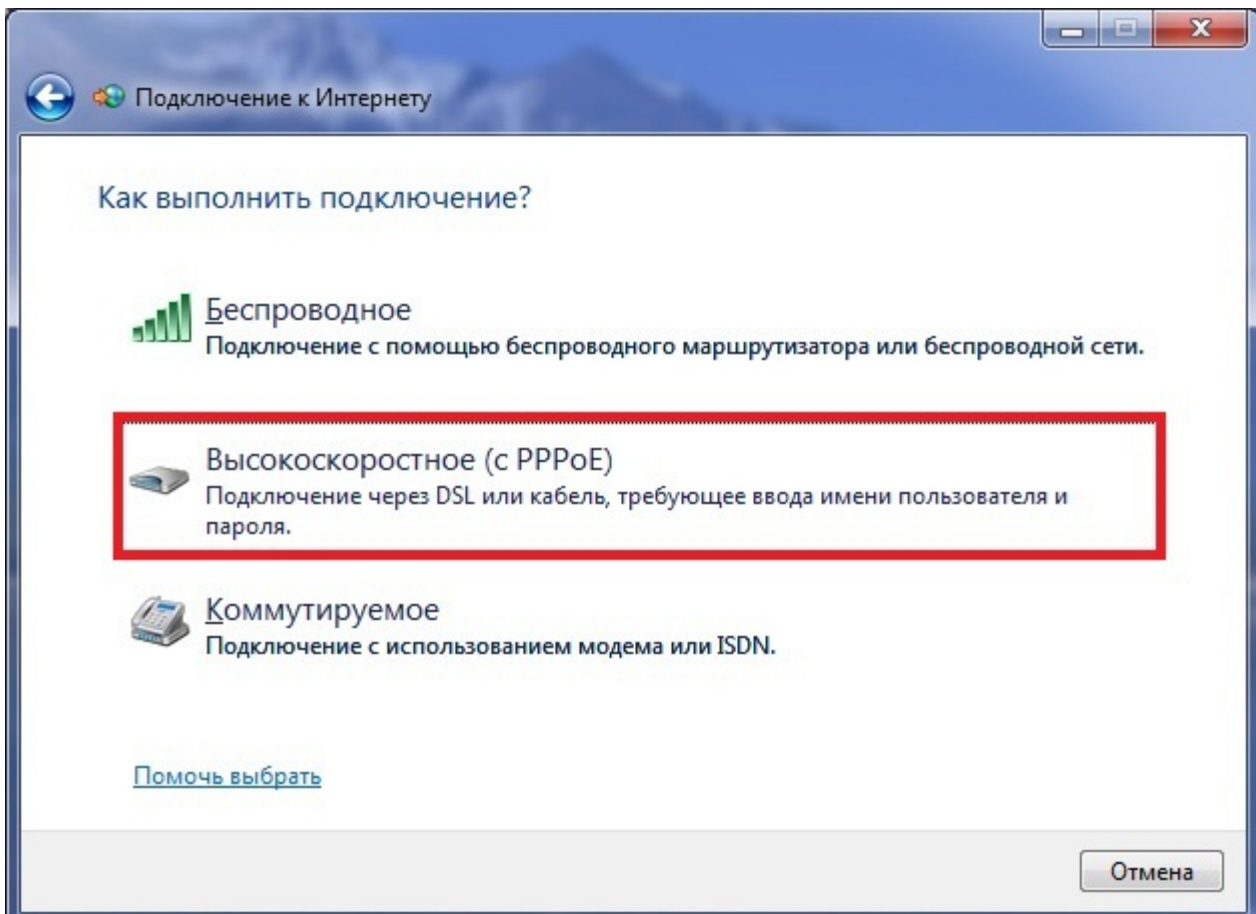 Подключение к Интернету
Как выполнить подключение?
Беспроводное
Подключение с помощью беспроводного маршрутизатора или беспроводной сети.
Высокоскоростное (с PPPoE)
Подключение через DSL или кабель, требующее ввода имени пользователя и
пароля.
Коммутируемое
Подключение с использованием модема или ISDN.
Помочь выбрать
Отмена